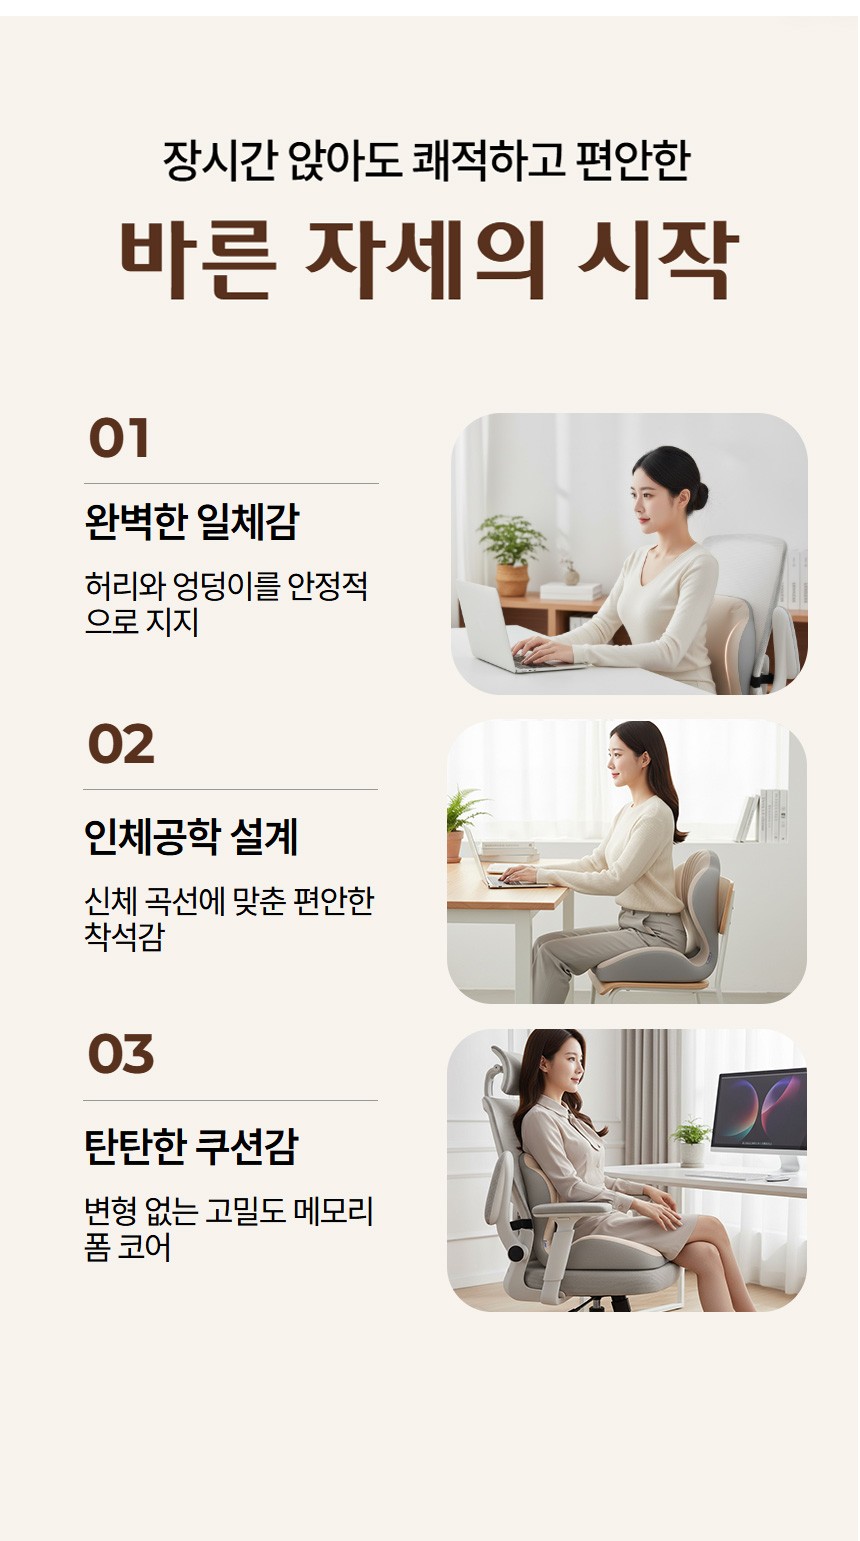 장시간 앉아도 쾌적하고 편안한
바른 자세의 시작
01
완벽한 일체감
허리와 엉덩이를 안정적
으로 지지
02
인체공학 설계
신체 곡선에 맞춘 편안한
착석감
03
탄탄한 쿠션감
변형 없는 고밀도 메모리
폼 코어